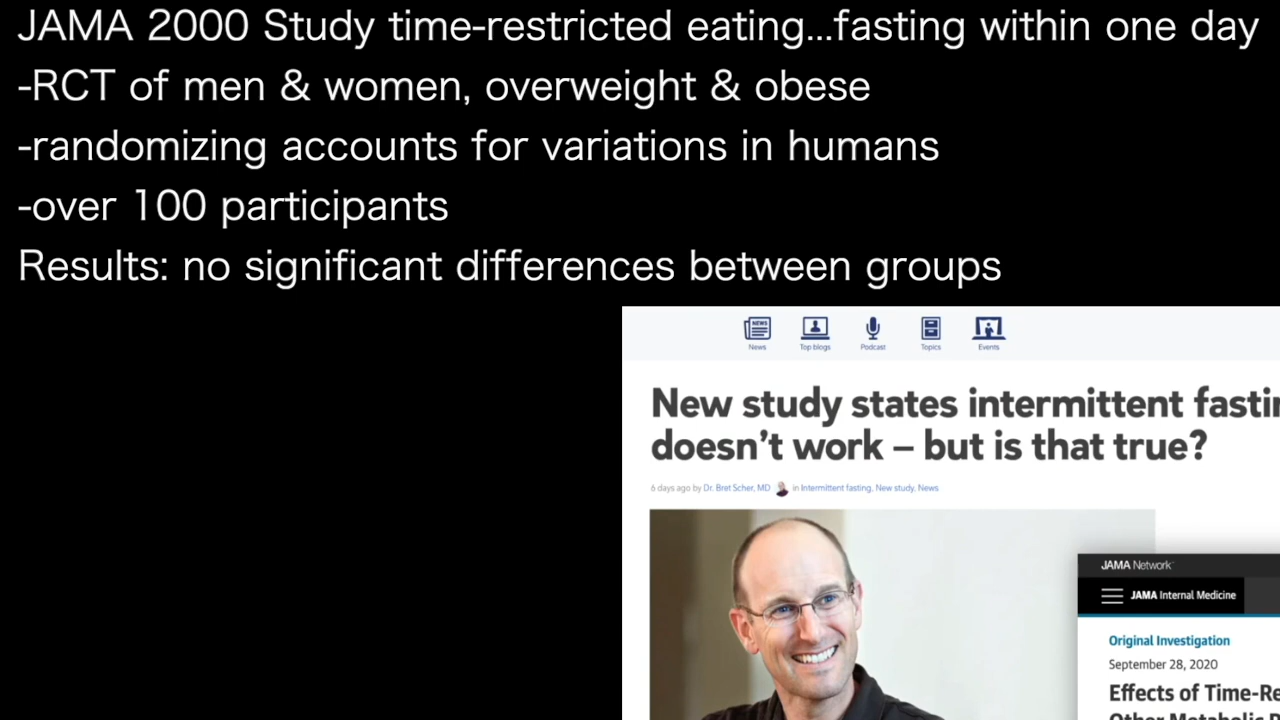 JAMA 2000 Study time-restricted eating...fasting within one day
-RCT of men & women, overweight & obese
-randomizing accounts for variations in humans
-over 100 participants
Results: no significant differences between groups
NEWS
News
Top blogs
Podcast
Topics
Events
New study states intermittent
doesn't work – but is that true?
6 days ago by Dr. Bret Scher, MD in Intermittent fasting, New study, News
JAMA Network
JAMA Internal Medicine
Original Investigation
September 28, 2020
Effects of